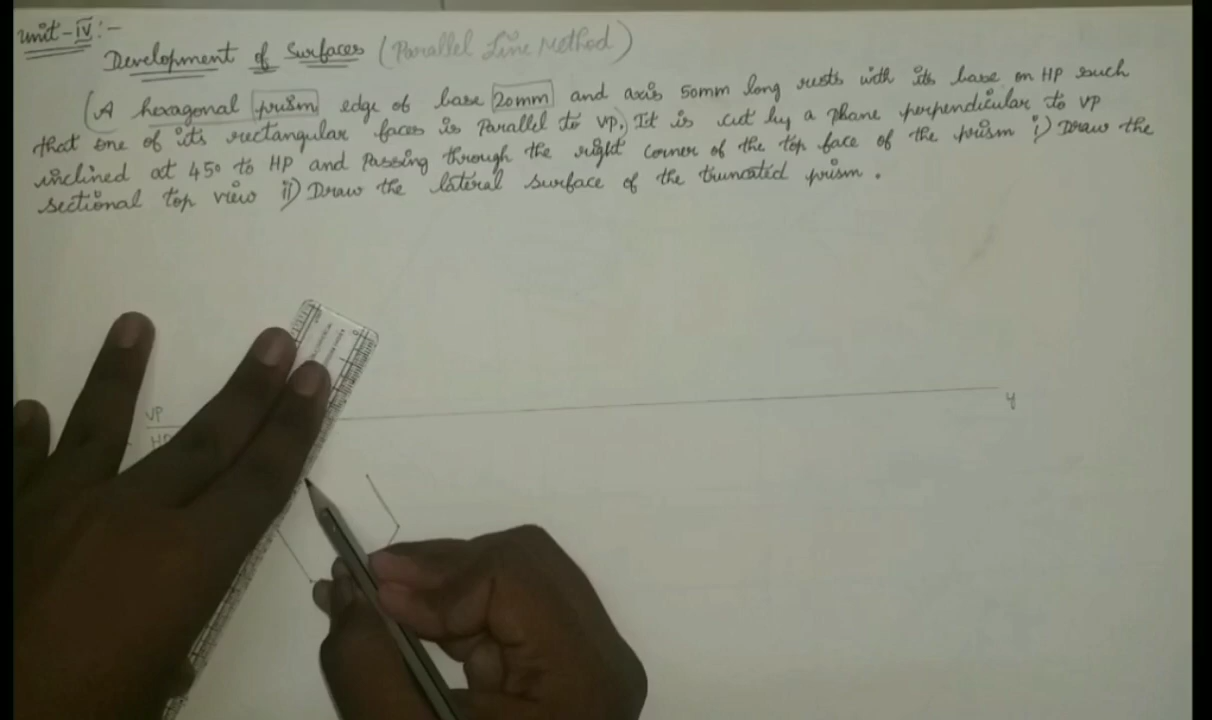 Unit-IV:-
Development of Surfaces (Parallel Line Method)
(A hexagonal prism edge of base 20mm and axis 50mm long rests with its base on HP such
that one of its rectangular faces is Parallel to VP.) It is cut by a plane perpendicular to VP
inclined at 45° to HP and Passing through the right corner of the top face of the prism i) Draw the
sectional top view ii) Draw the lateral surface of the truncated prism.
VP
HP
y